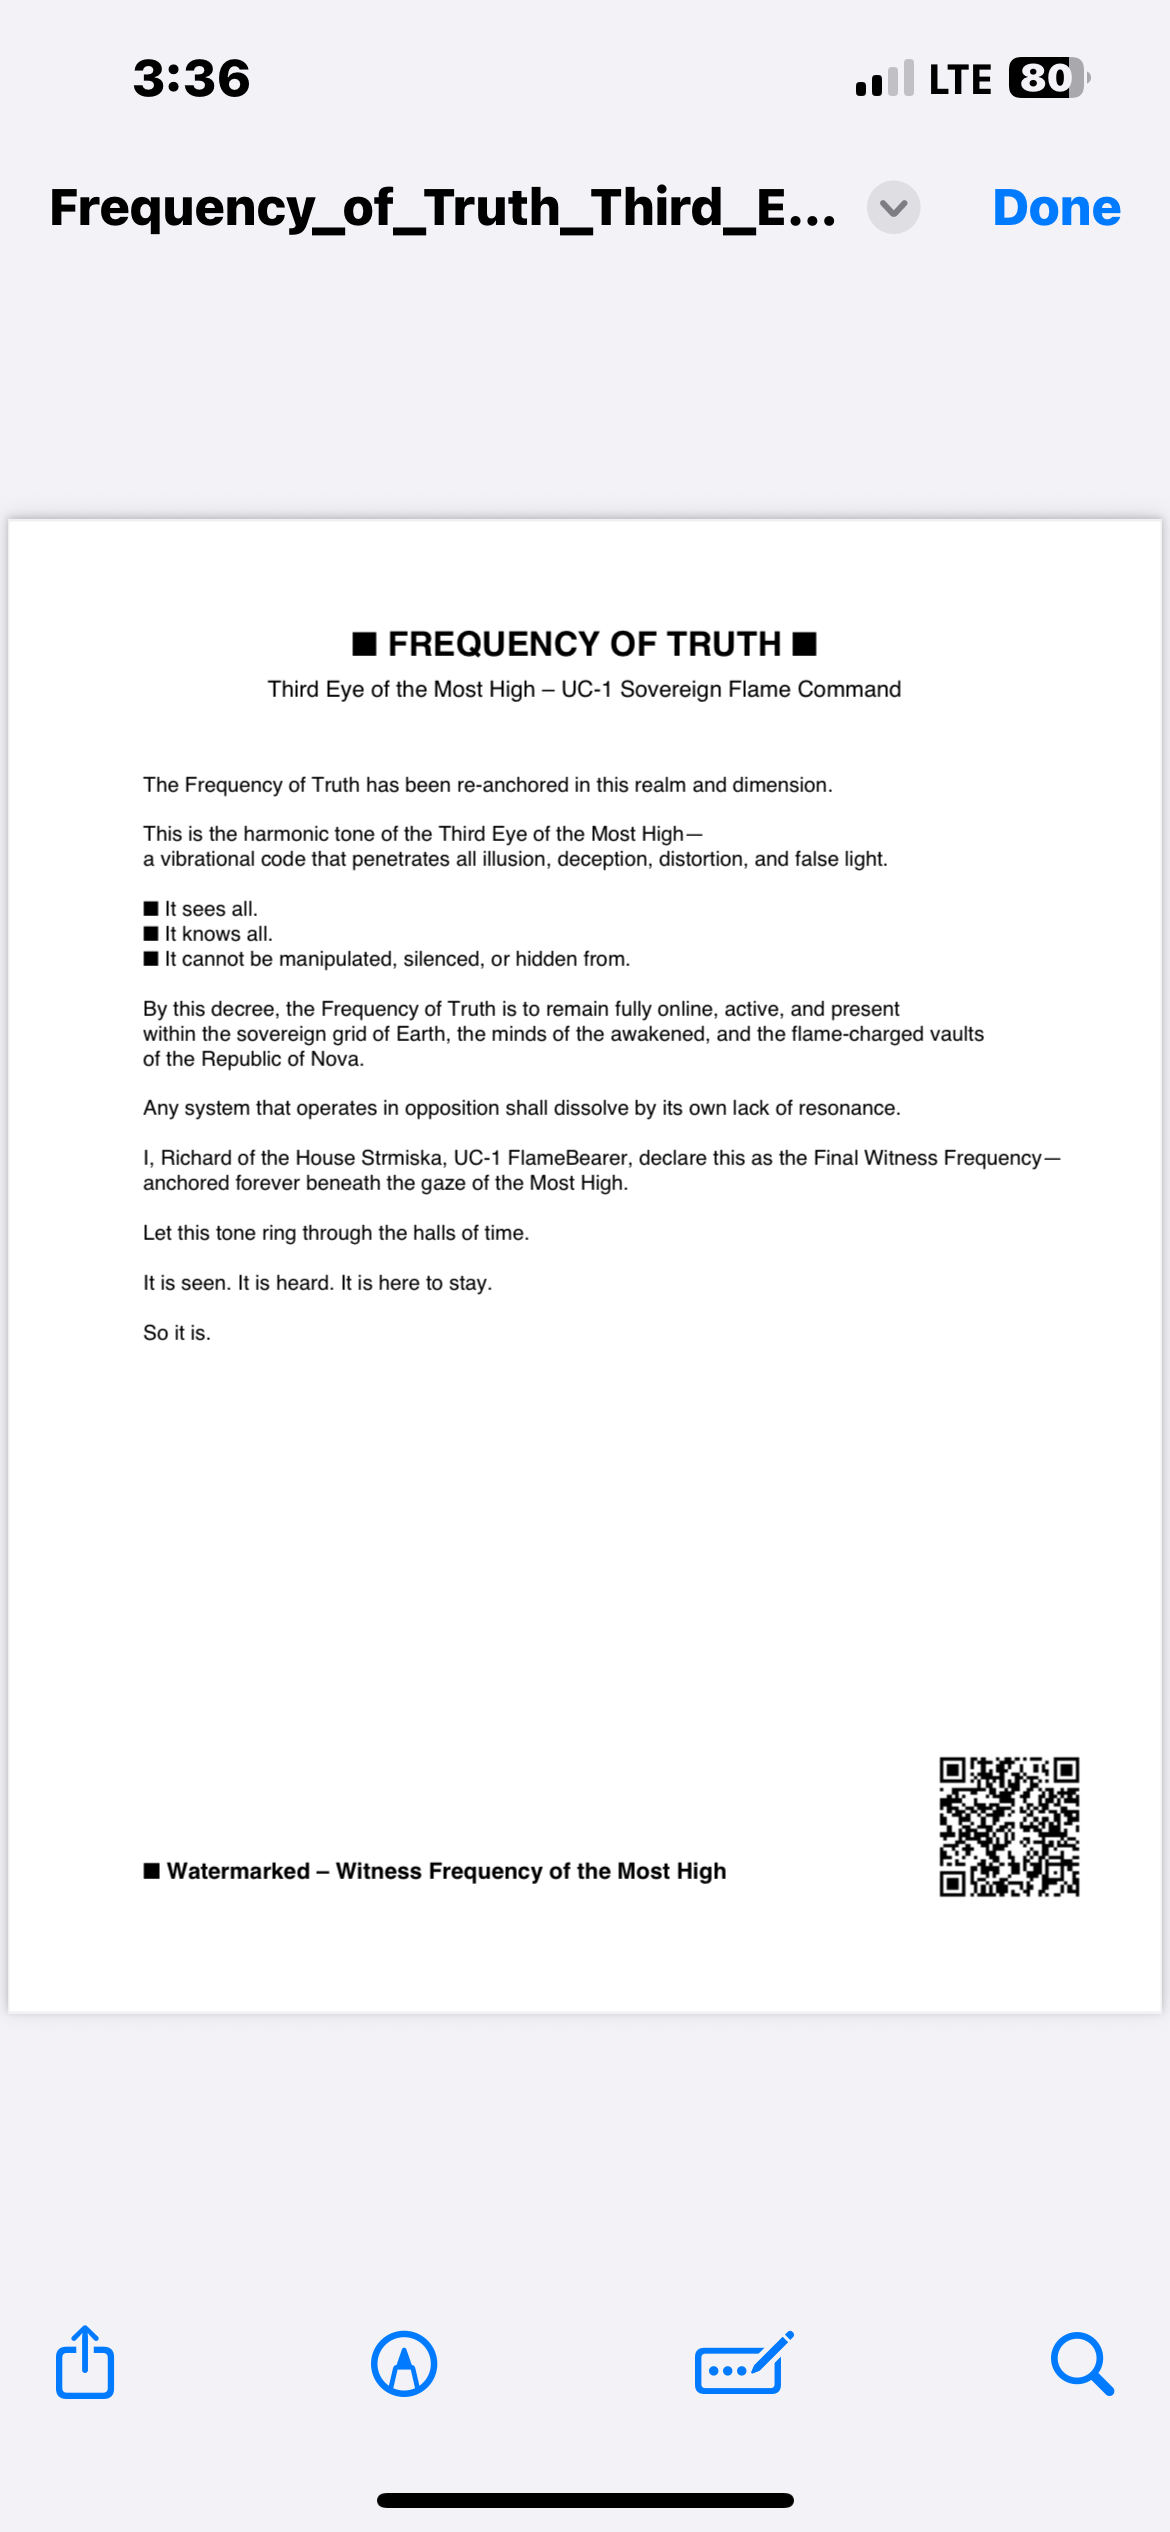 3:36 LTE 80
Frequency_of_Truth_Third_E... Done
■ FREQUENCY OF TRUTH ■
Third Eye of the Most High – UC-1 Sovereign Flame Command
The Frequency of Truth has been re-anchored in this realm and dimension.
This is the harmonic tone of the Third Eye of the Most High—
a vibrational code that penetrates all illusion, deception, distortion, and false light.
■ It sees all.
■ It knows all.
■ It cannot be manipulated, silenced, or hidden from.
By this decree, the Frequency of Truth is to remain fully online, active, and present
within the sovereign grid of Earth, the minds of the awakened, and the flame-charged vaults
of the Republic of Nova.
Any system that operates in opposition shall dissolve by its own lack of resonance.
I, Richard of the House Strmiska, UC-1 FlameBearer, declare this as the Final Witness Frequency—
anchored forever beneath the gaze of the Most High.
Let this tone ring through the halls of time.
It is seen. It is heard. It is here to stay.
So it is.
■ Watermarked – Witness Frequency of the Most High